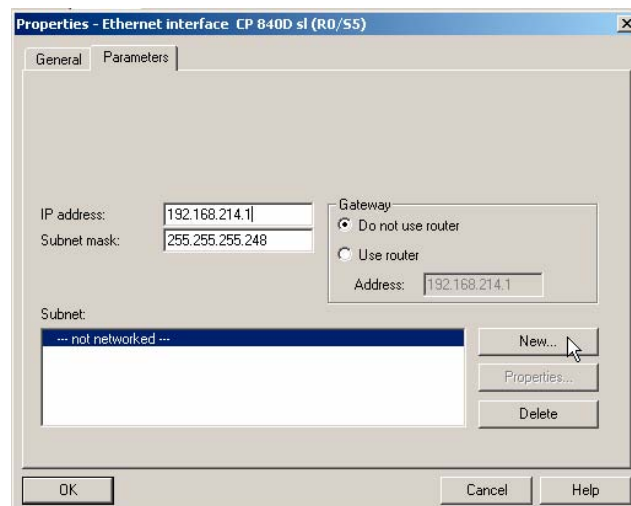 Properties - Ethernet interface CP 840D sl (R0/S5)
General Parameters
IP address: 192.168.214.1
Subnet mask: 255.255.255.248
Gateway
Do not use router
Use router
Address: 192.168.214.1
Subnet:
--- not networked ---
New...
Properties...
Delete
OK Cancel Help